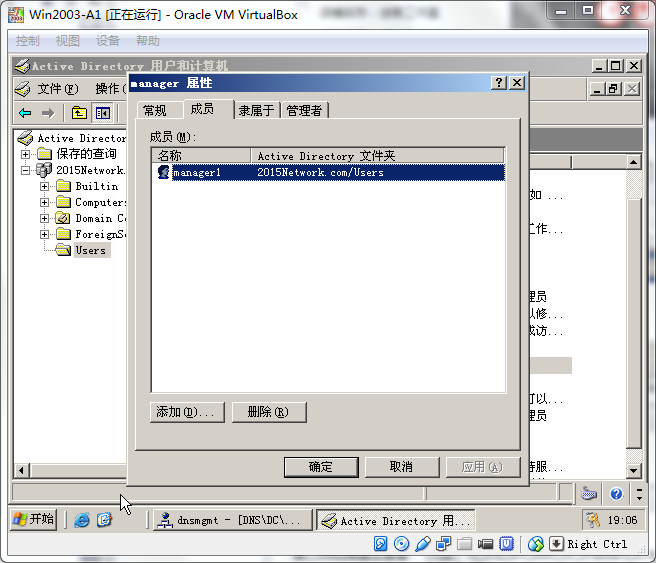 Win2003-A1 [正在运行] - Oracle VM VirtualBox
控制 视图 设备 帮助
Active Directory 用户和计算机
文件(F) 操作(
manager 属性
常规 成员 隶属于 管理者
成员(M):
名称 Active Directory 文件夹
manager1 2015Network.com/Users
Active Director
保存的查询
2015Network.
Builtin
Computers
Domain Co
ForeignSe
Users
如 ...
工作...
理员
以修...
或访...
可以...
理员
持服...
添加(D)... 删除(R)
确定 取消 应用(A)
开始 dnsmgmt - [DNS\DC\... Active Directory 用... 19:06
Right Ctrl